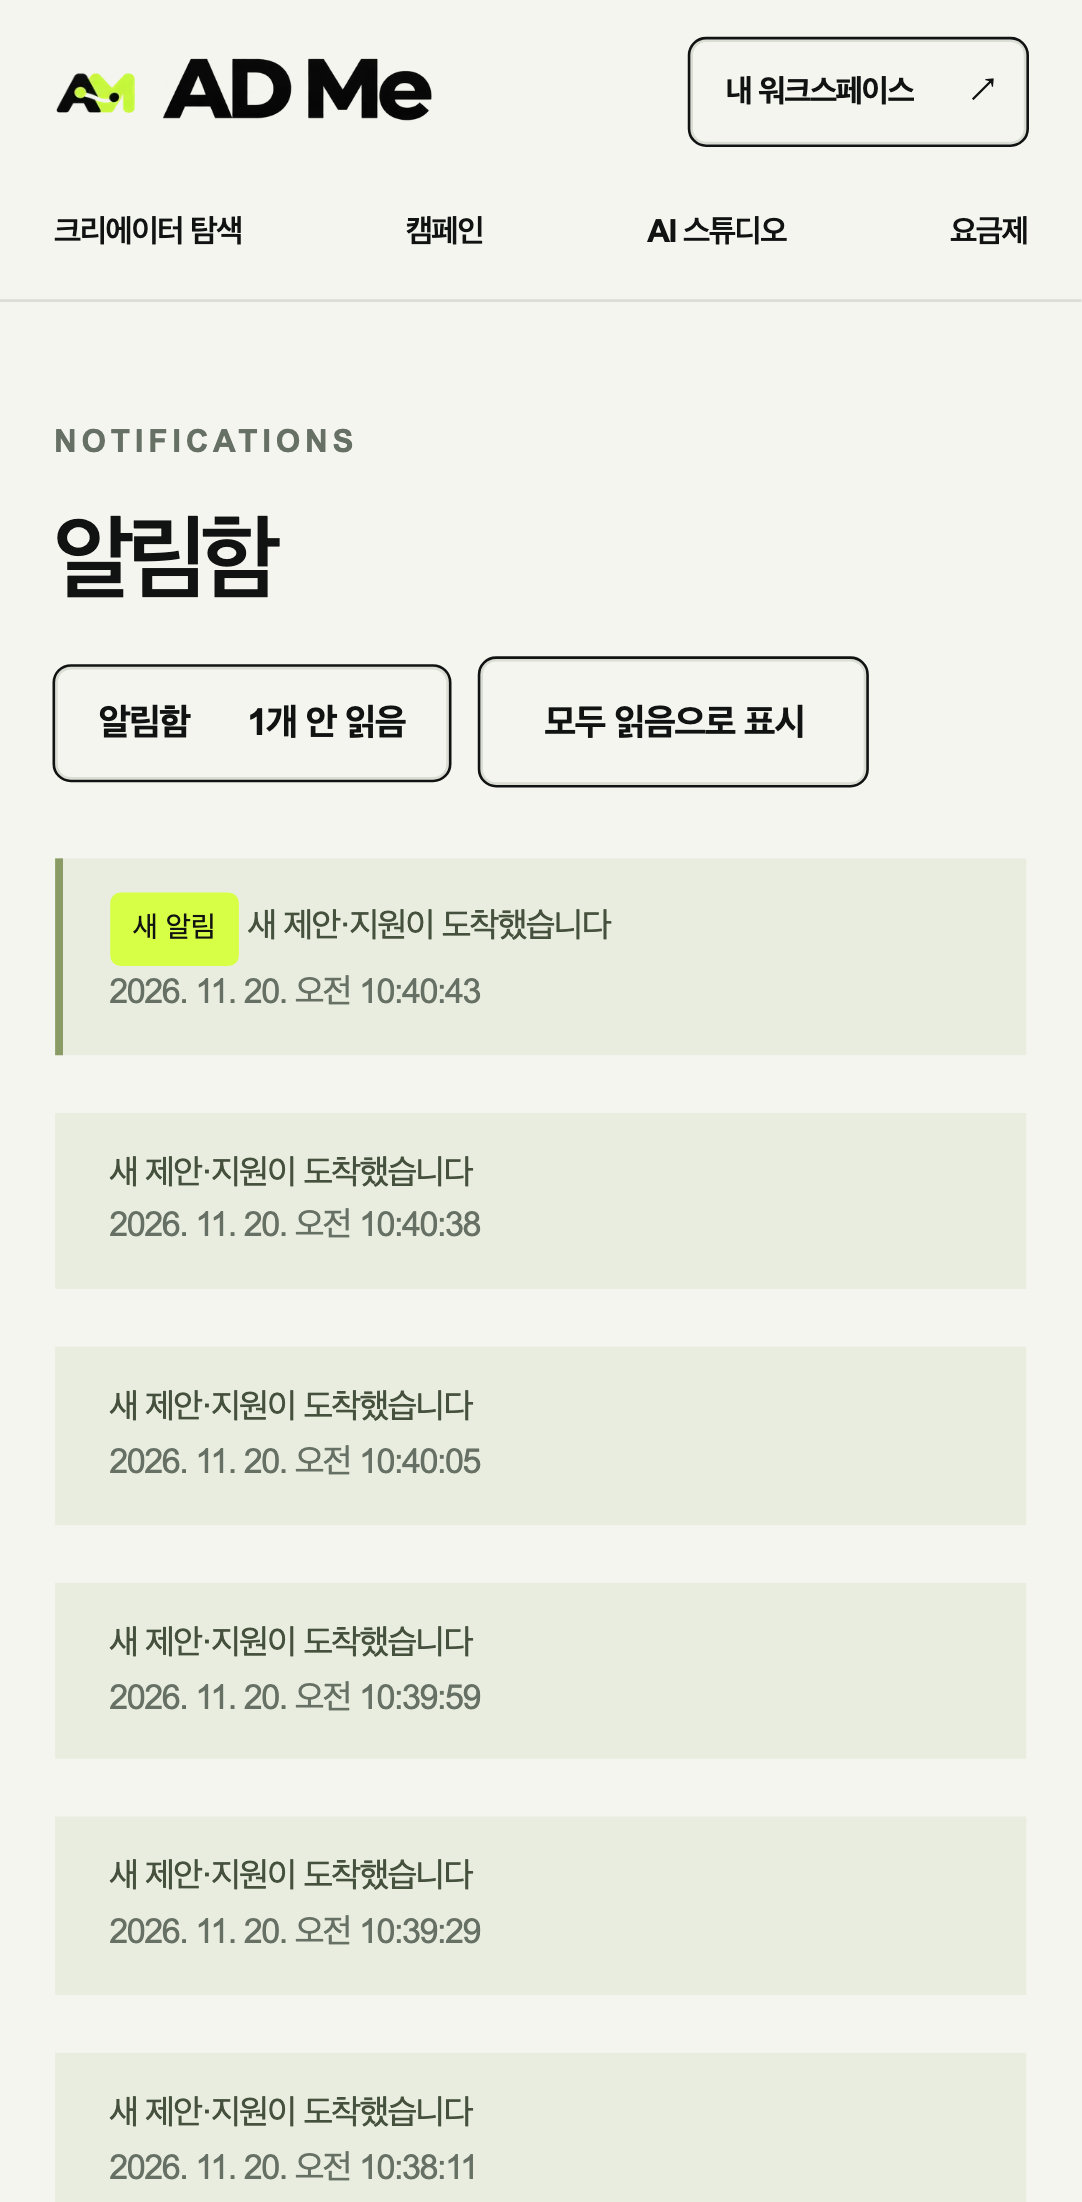 AM AD Me
내 워크스페이스 ↗
크리에이터 탐색 캠페인 AI 스튜디오 요금제
NOTIFICATIONS
알림함
알림함 1개 안 읽음 모두 읽음으로 표시
새 알림 새 제안·지원이 도착했습니다
2026. 11. 20. 오전 10:40:43
새 제안·지원이 도착했습니다
2026. 11. 20. 오전 10:40:38
새 제안·지원이 도착했습니다
2026. 11. 20. 오전 10:40:05
새 제안·지원이 도착했습니다
2026. 11. 20. 오전 10:39:59
새 제안·지원이 도착했습니다
2026. 11. 20. 오전 10:39:29
새 제안·지원이 도착했습니다
2026. 11. 20. 오전 10:38:11